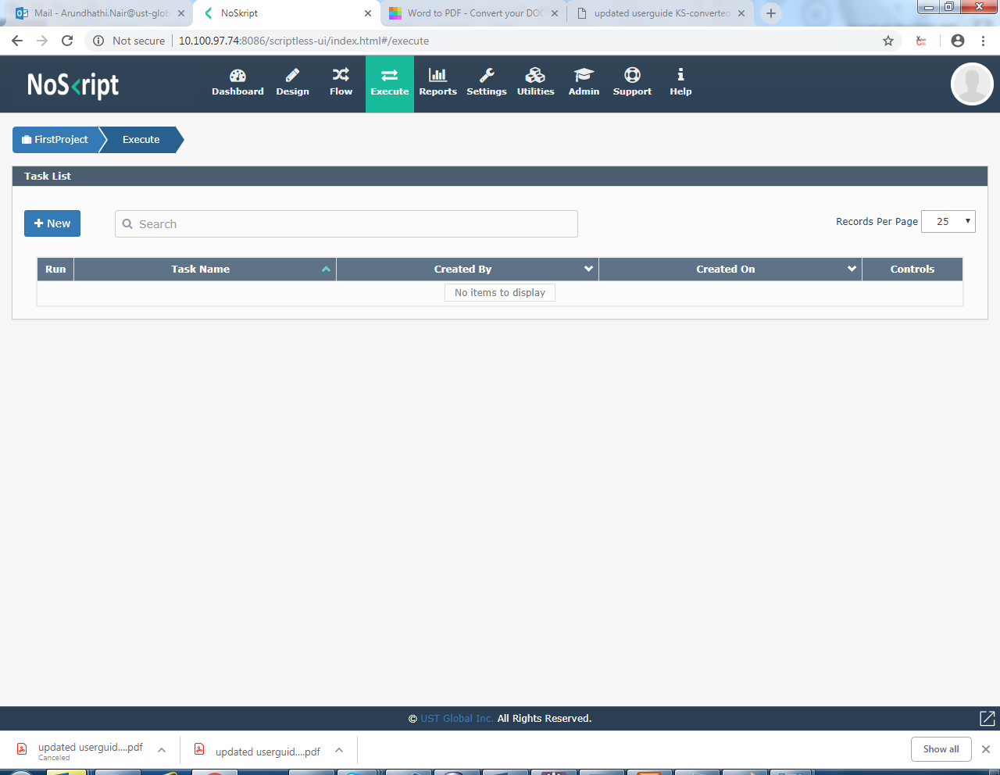 Mail - Arundhathi.Nair@ust-glob
NoSkript
Word to PDF - Convert your DOC
updated userguide KS-converted
Not secure
10.100.97.74:8086/scriptless-ui/index.html#/execute
NoSkript
Dashboard
Design
Flow
Execute
Reports
Settings
Utilities
Admin
Support
Help
FirstProject
Execute
Task List
New
Search
Records Per Page
25
Run
Task Name
Created By
Created On
Controls
No items to display
© UST Global Inc. All Rights Reserved.
updated userguid....pdf
Canceled
updated userguid....pdf
Show all